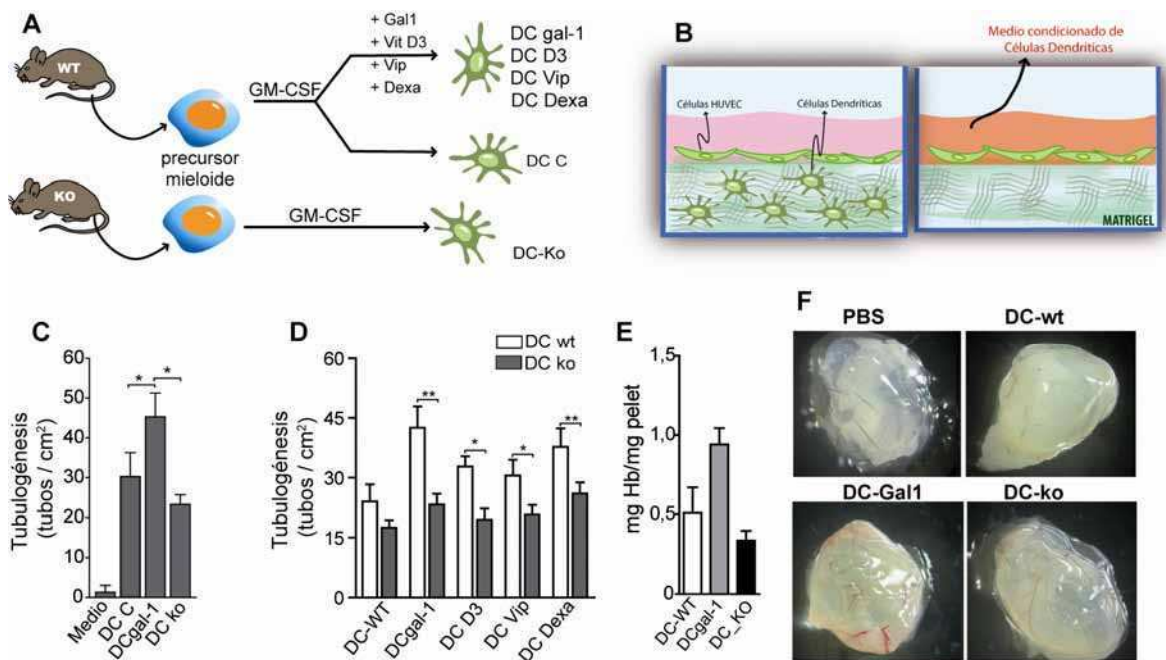 A
WT
KO
precursor
mieloide
GM-CSF
+ Gal1
+ Vit D3
+ Vip
+ Dexa
DC gal-1
DC D3
DC Vip
DC Dexa
DC C
GM-CSF
DC-Ko
B
Medio condicionado de
Células Dendríticas
Células HUVEC
Células Dendríticas
MATRIGEL
C
Tubulogénesis
(tubos / cm²)
60
50
40
30
20
10
0
* *
Medio
DC C
DCgal-1
DC ko
D
DC wt
DC ko
Tubulogénesis
(tubos / cm²)
60
45
30
15
0
**
*
*
**
DC-WT
DCgal-1
DC D3
DC Vip
DC Dexa
E
mg Hb/mg pelet
1,5
1,0
0,5
0
DC-WT
DCgal-1
DC_KO
F
PBS
DC-wt
DC-Gal1
DC-ko